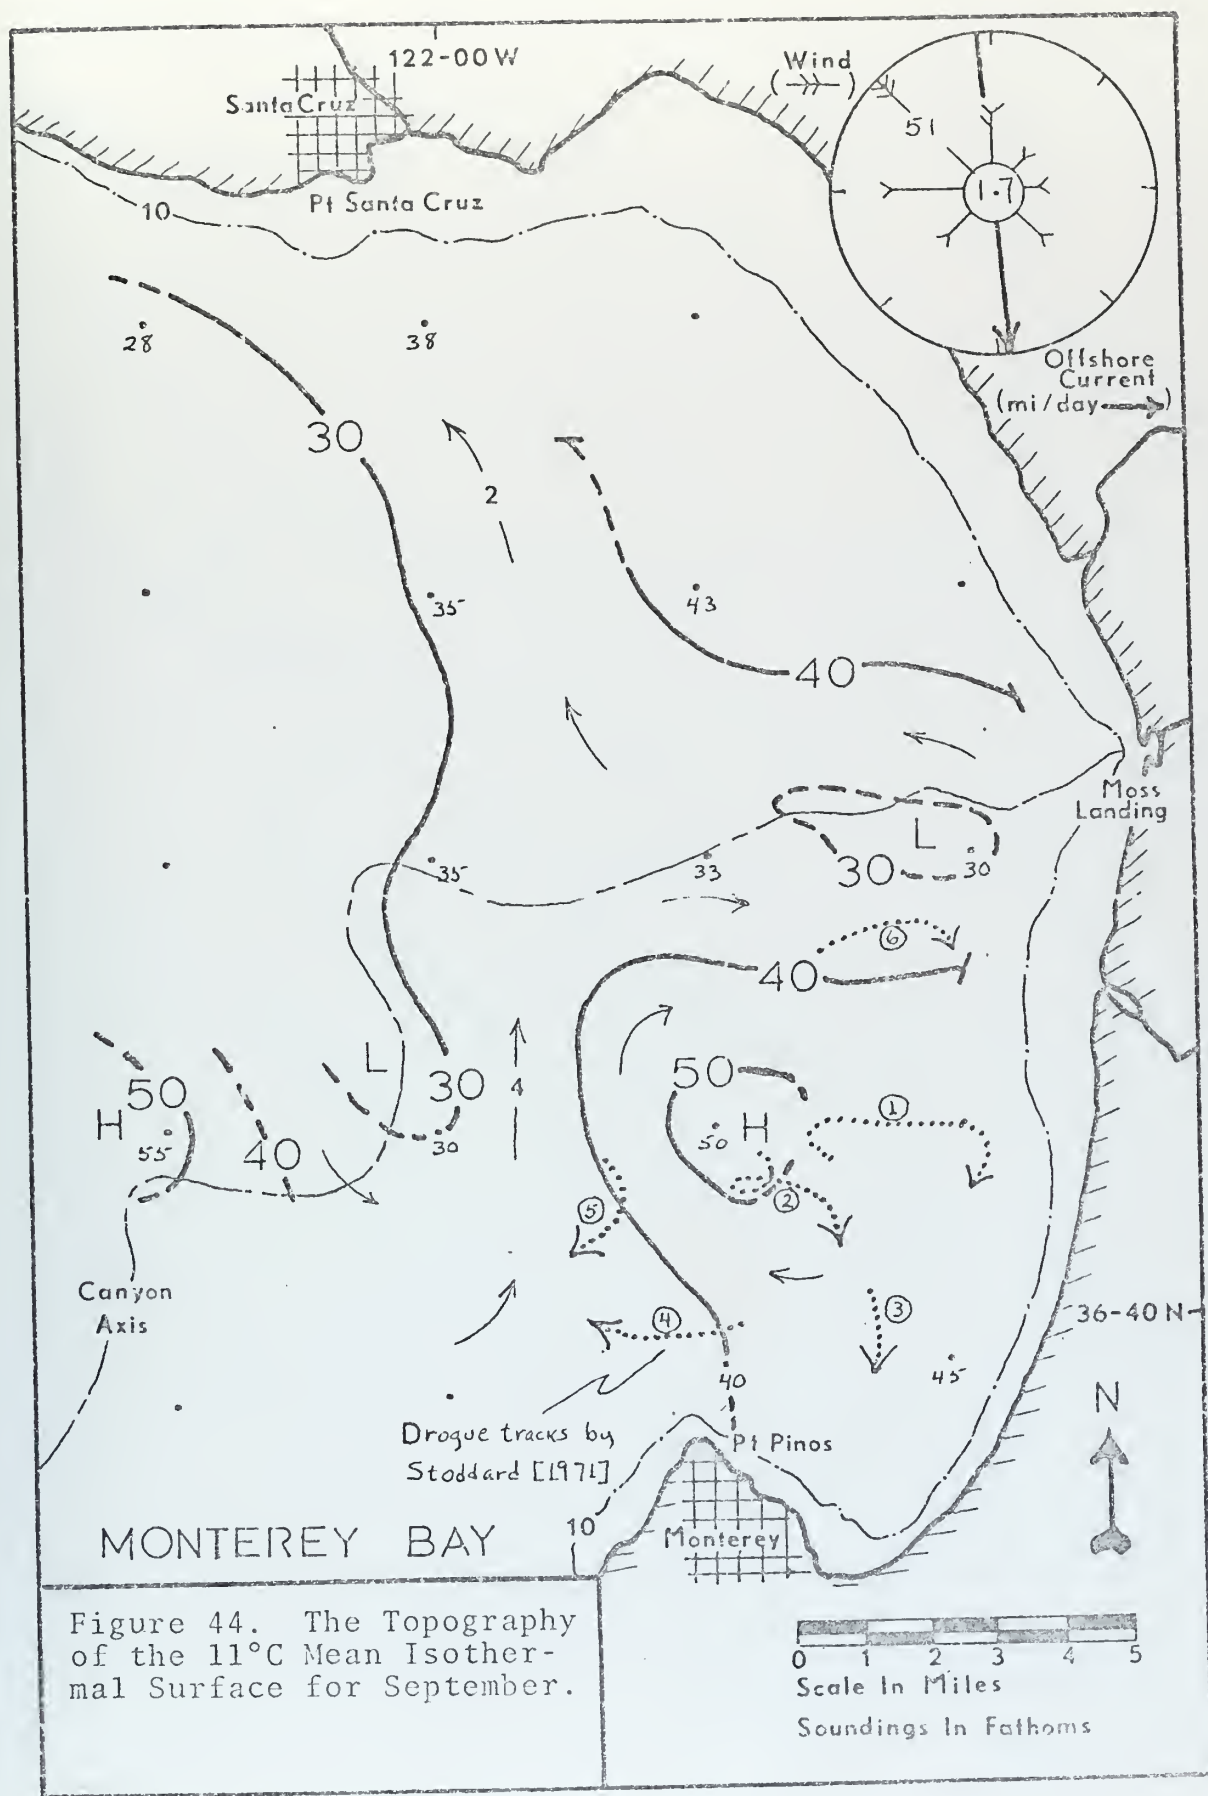 122-00 W
Wind
Santa Cruz
51
Pt Santa Cruz
1.7
10
28
38
Offshore
Current
(mi/day)
30
2
35
43
40
Moss
Landing
L
35
33
30
30
6
40
L
50
30
4
50
1
H
50
H
55
40
30
2
5
Canyon
Axis
36-40 N
4
3
40
45
N
Drogue tracks by
Stoddard [1971]
Pt Pinos
10
Monterey
MONTEREY BAY
Figure 44. The Topography
of the 11°C Mean Isother-
mal Surface for September.
0 1 2 3 4 5
Scale In Miles
Soundings In Fathoms